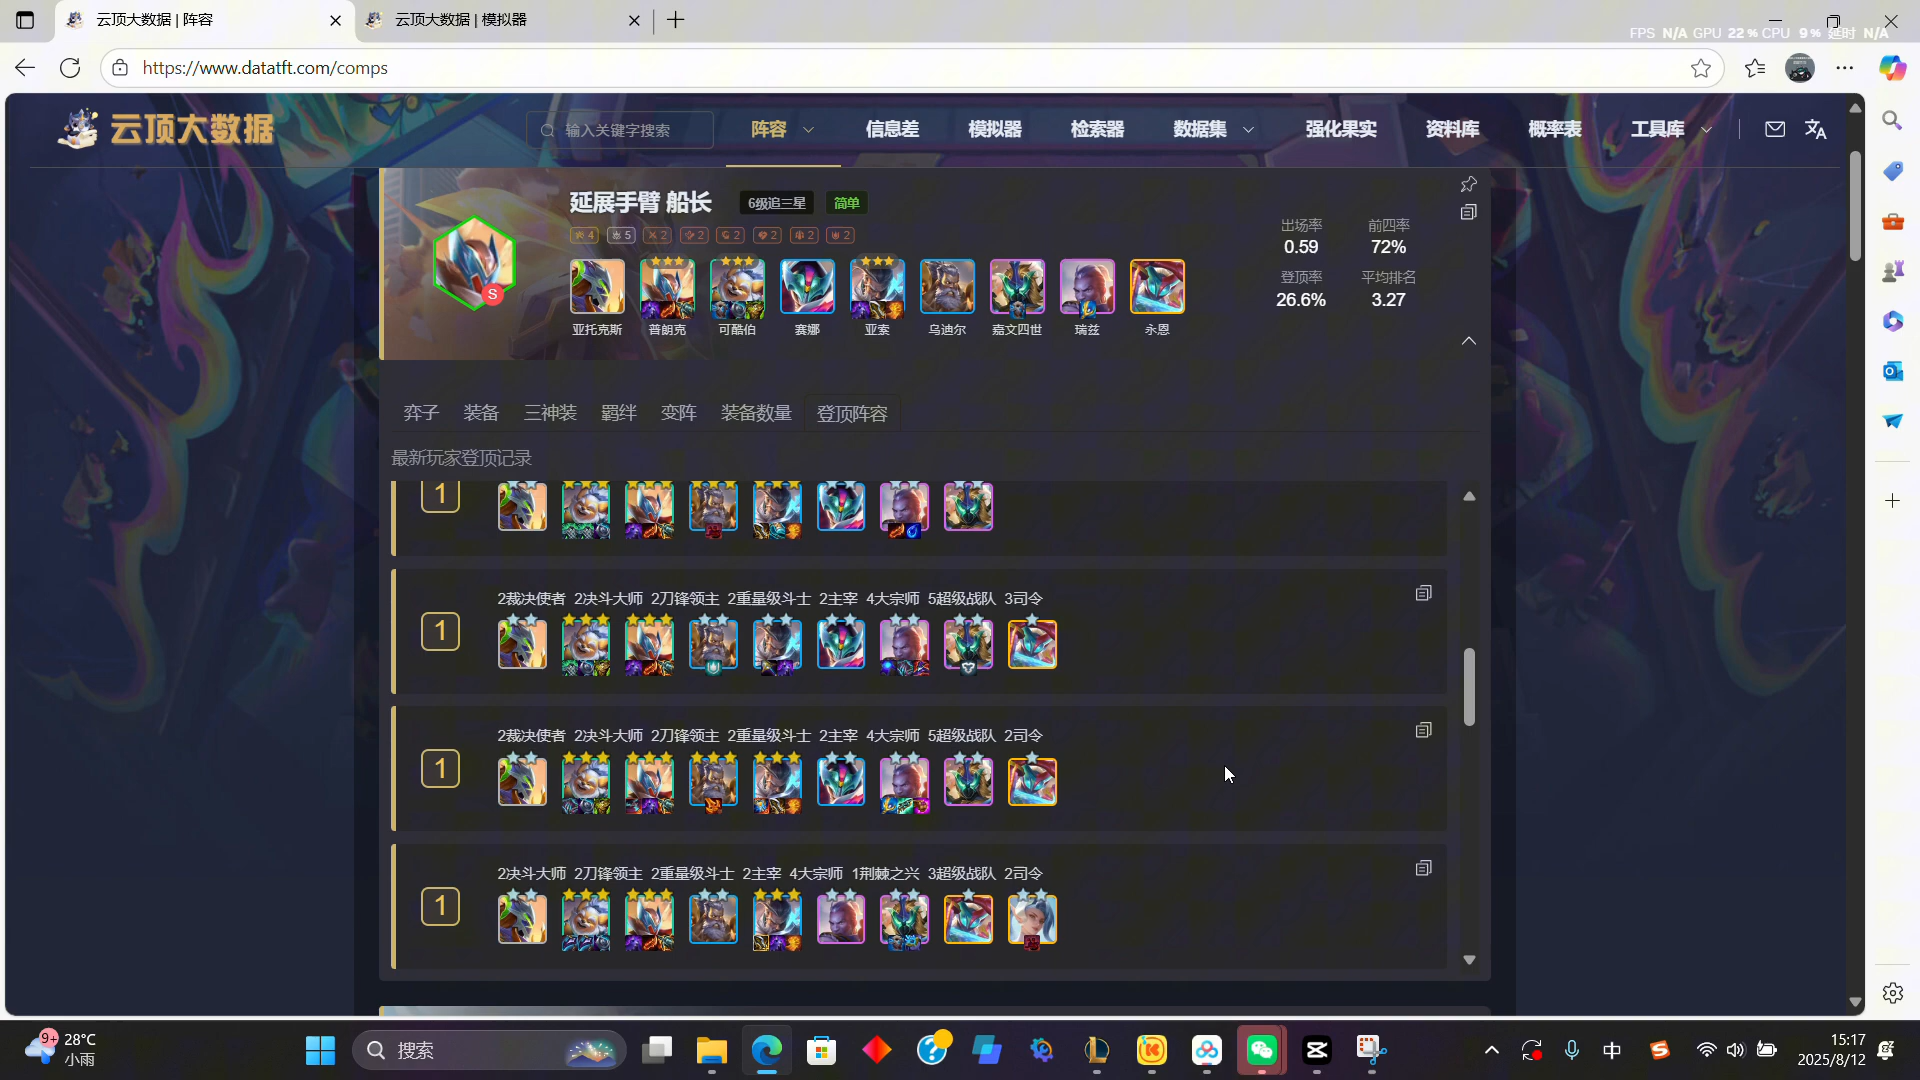 云顶大数据 | 阵容
云顶大数据 | 模拟器
FPS N/A GPU 22% CPU 9% 延时 N/A
https://www.datatft.com/comps
云顶大数据
输入关键字搜索
阵容
信息差
模拟器
检索器
数据集
强化果实
资料库
概率表
工具库
延展手臂 船长
6级追三星
简单
4 5 2 2 2 2 2 2
S
亚托克斯
普朗克
可酷伯
赛娜
亚索
乌迪尔
嘉文四世
瑞兹
永恩
出场率
前四率
0.59
72%
登顶率
平均排名
26.6%
3.27
弈子
装备
三神装
羁绊
变阵
装备数量
登顶阵容
最新玩家登顶记录
1
2裁决使者 2决斗大师 2刀锋领主 2重量级斗士 2主宰 4大宗师 5超级战队 3司令
1
2裁决使者 2决斗大师 2刀锋领主 2重量级斗士 2主宰 4大宗师 5超级战队 2司令
1
2决斗大师 2刀锋领主 2重量级斗士 2主宰 4大宗师 1荆棘之兴 3超级战队 2司令
1
9+
28°C
小雨
搜索
中
15:17
2025/8/12